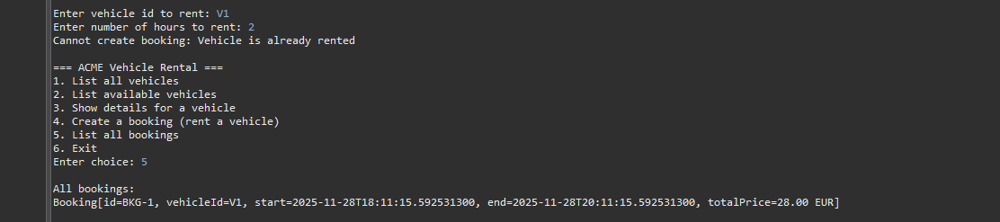 Enter vehicle id to rent: V1
Enter number of hours to rent: 2
Cannot create booking: Vehicle is already rented
=== ACME Vehicle Rental ===
1. List all vehicles
2. List available vehicles
3. Show details for a vehicle
4. Create a booking (rent a vehicle)
5. List all bookings
6. Exit
Enter choice: 5
All bookings:
Booking[id=BKG-1, vehicleId=V1, start=2025-11-28T18:11:15.592531300, end=2025-11-28T20:11:15.592531300, totalPrice=28.00 EUR]